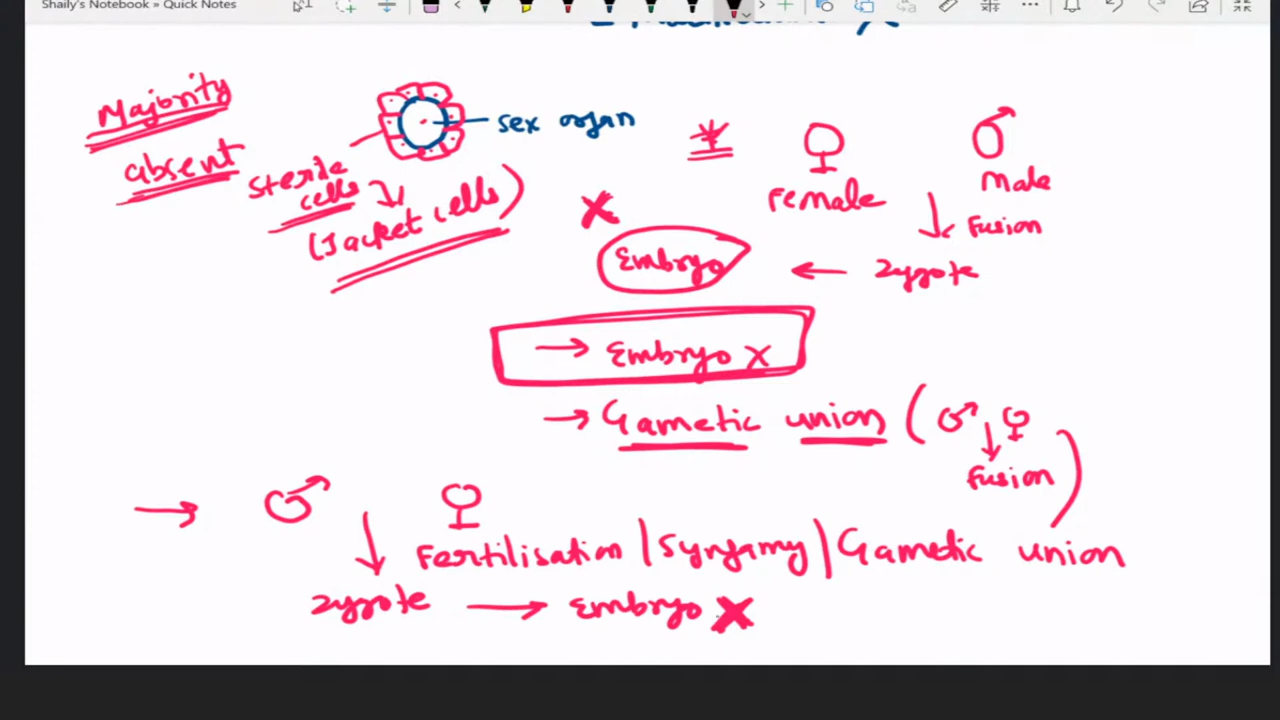 Shaily's Notebook » Quick Notes
Majority
absent
sex organ
sterile
cells
(Jacket cells)
Female
Male
Fusion
zygote
Embryo
→ Embryo X
→ Gametic union (♂ ♀
Fusion)
→ ♂ ♀
Fertilisation | Syngamy | Gametic union
zygote → Embryo X